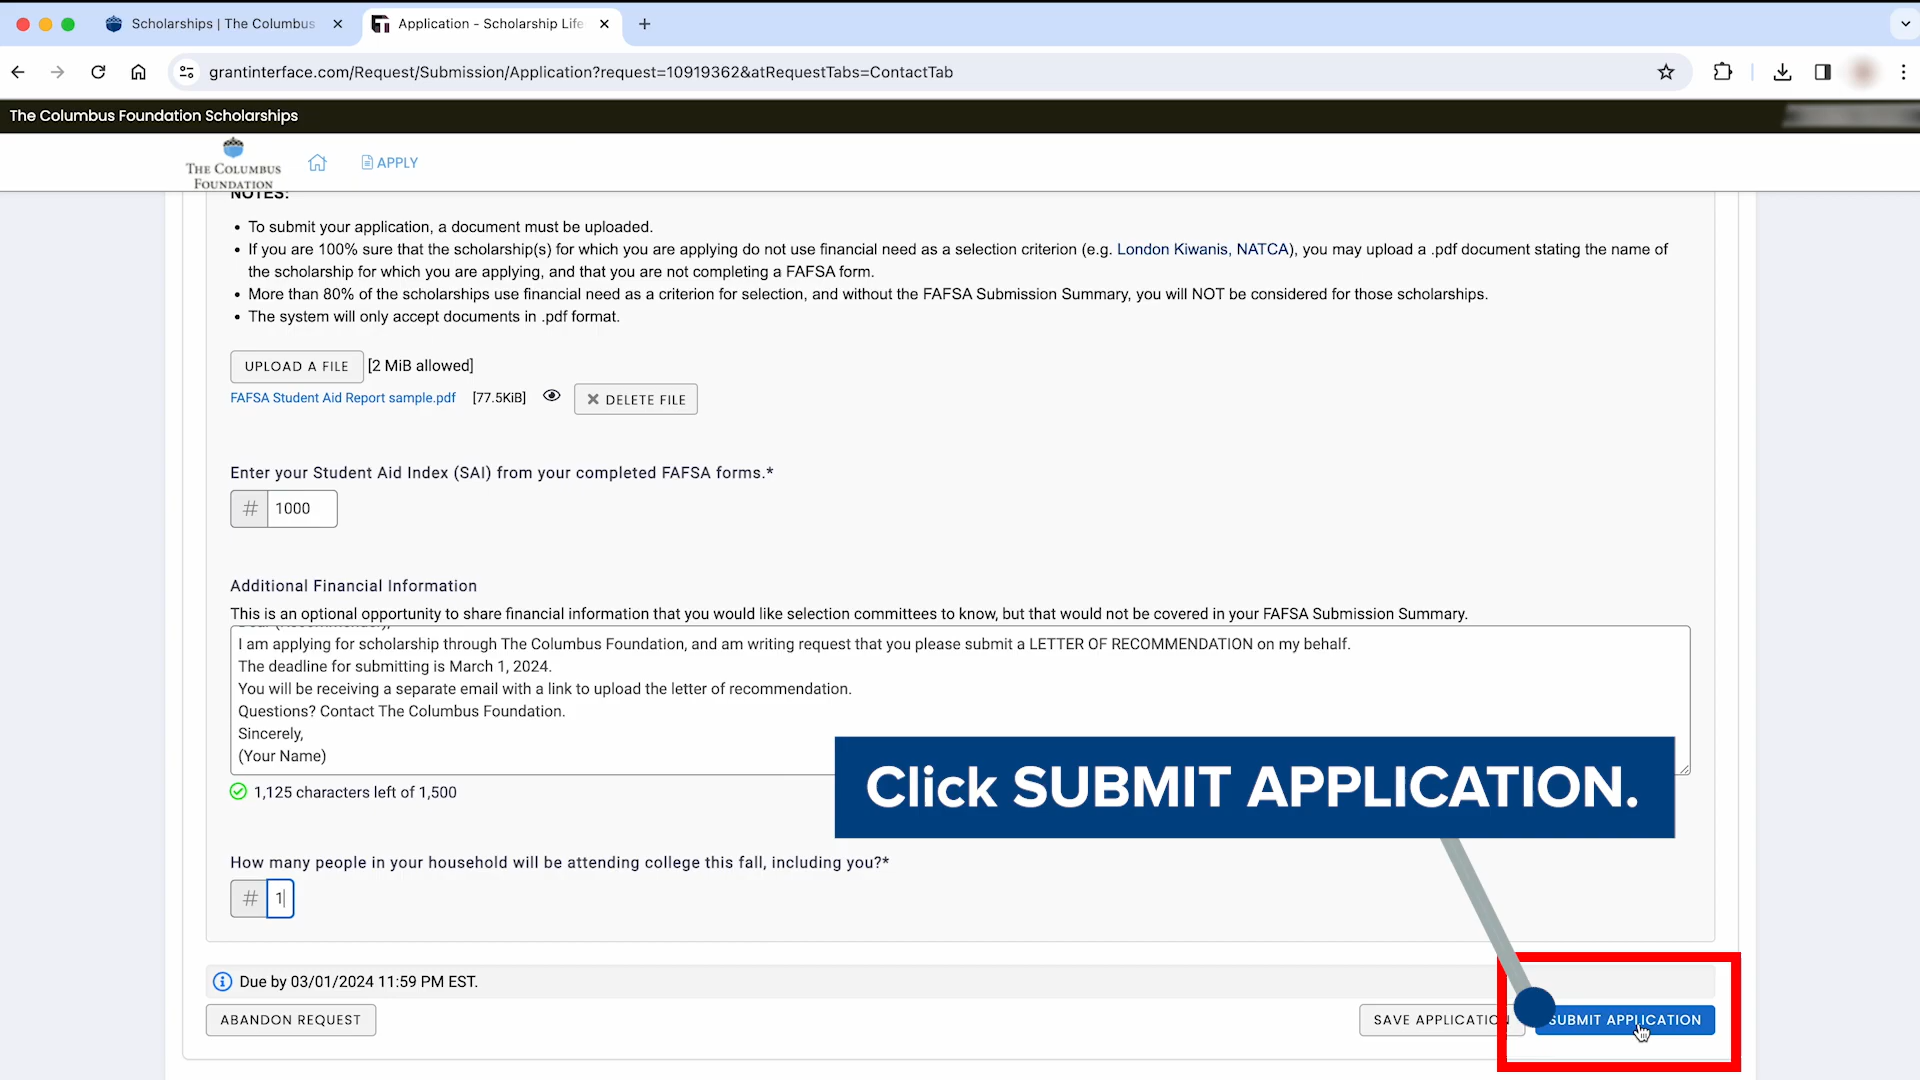 Scholarships | The Columbus
Application - Scholarship Life
grantinterface.com/Request/Submission/Application?request=10919362&atRequestTabs=ContactTab
The Columbus Foundation Scholarships
THE COLUMBUS
FOUNDATION
APPLY
NOTES:
• To submit your application, a document must be uploaded.
• If you are 100% sure that the scholarship(s) for which you are applying do not use financial need as a selection criterion (e.g. London Kiwanis, NATCA), you may upload a .pdf document stating the name of
the scholarship for which you are applying, and that you are not completing a FAFSA form.
• More than 80% of the scholarships use financial need as a criterion for selection, and without the FAFSA Submission Summary, you will NOT be considered for those scholarships.
• The system will only accept documents in .pdf format.
UPLOAD A FILE [2 MiB allowed]
FAFSA Student Aid Report sample.pdf [77.5KiB] DELETE FILE
Enter your Student Aid Index (SAI) from your completed FAFSA forms.*
# 1000
Additional Financial Information
This is an optional opportunity to share financial information that you would like selection committees to know, but that would not be covered in your FAFSA Submission Summary.
I am applying for scholarship through The Columbus Foundation, and am writing request that you please submit a LETTER OF RECOMMENDATION on my behalf.
The deadline for submitting is March 1, 2024.
You will be receiving a separate email with a link to upload the letter of recommendation.
Questions? Contact The Columbus Foundation.
Sincerely,
(Your Name)
Click SUBMIT APPLICATION.
1,125 characters left of 1,500
How many people in your household will be attending college this fall, including you?*
# 1
Due by 03/01/2024 11:59 PM EST.
ABANDON REQUEST
SAVE APPLICATION
SUBMIT APPLICATION